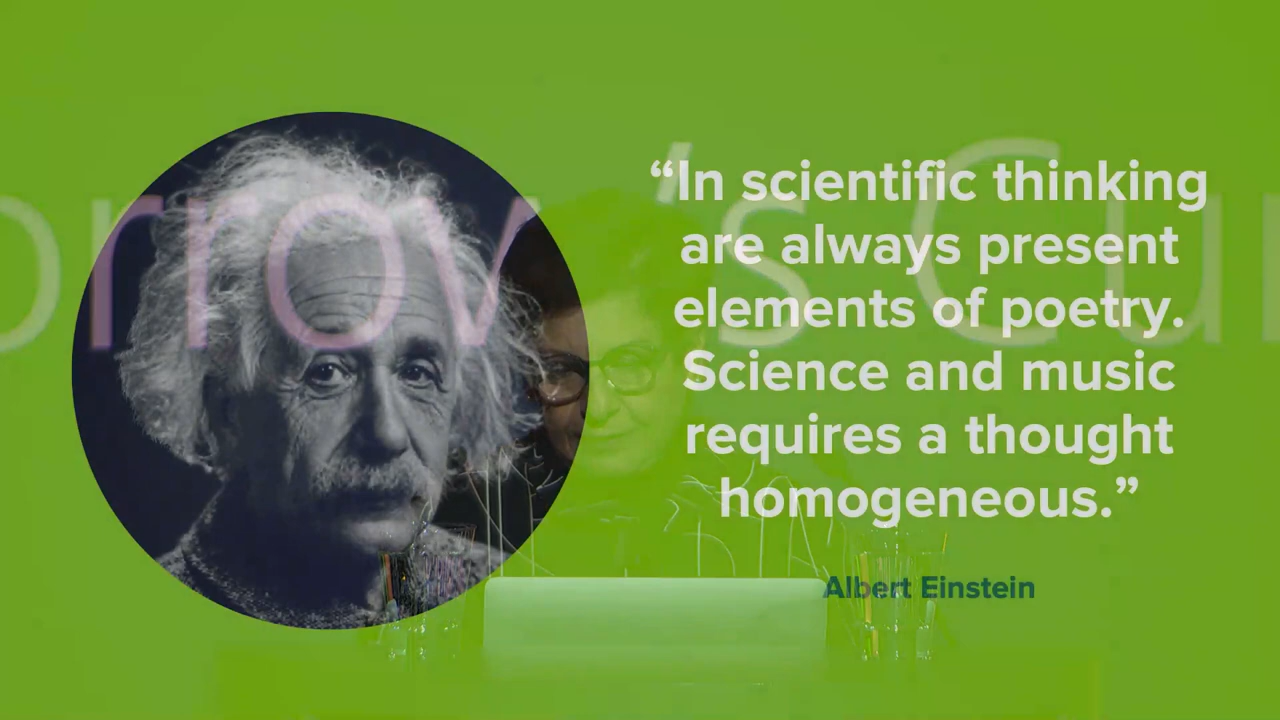 “In scientific thinking
are always present
elements of poetry.
Science and music
requires a thought
homogeneous.”
Albert Einstein